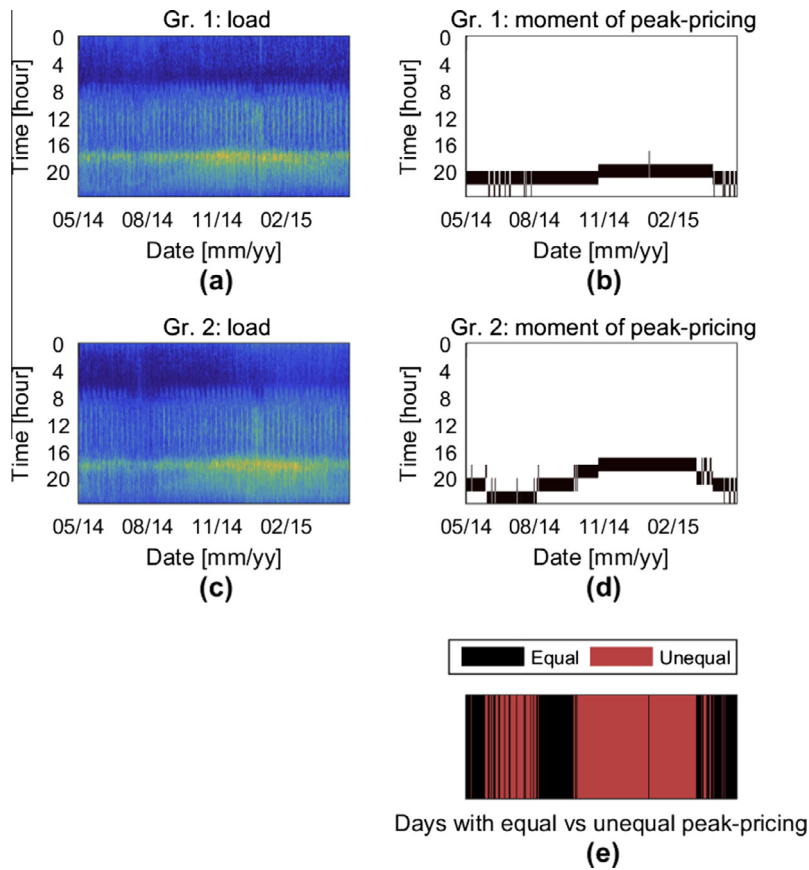 Gr. 1: load
Time [hour]
0
4
8
12
16
20
05/14 08/14 11/14 02/15
Date [mm/yy]
(a)
Gr. 1: moment of peak-pricing
Time [hour]
0
4
8
12
16
20
05/14 08/14 11/14 02/15
Date [mm/yy]
(b)
Gr. 2: load
Time [hour]
0
4
8
12
16
20
05/14 08/14 11/14 02/15
Date [mm/yy]
(c)
Gr. 2: moment of peak-pricing
Time [hour]
0
4
8
12
16
20
05/14 08/14 11/14 02/15
Date [mm/yy]
(d)
Equal Unequal
Days with equal vs unequal peak-pricing
(e)